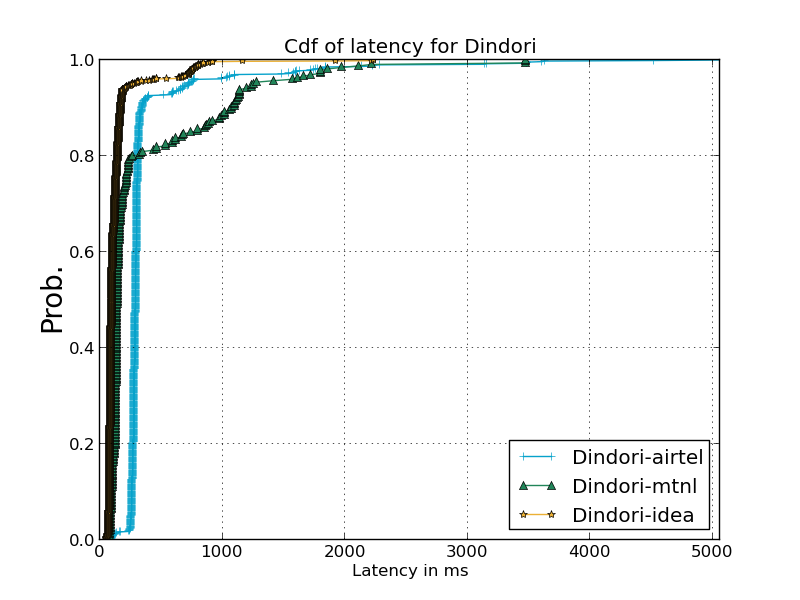 Cdf of latency for Dindori
Prob.
1.0
0.8
0.6
0.4
0.2
0.0
0 1000 2000 3000 4000 5000
Latency in ms
Dindori-airtel
Dindori-mtnl
Dindori-idea